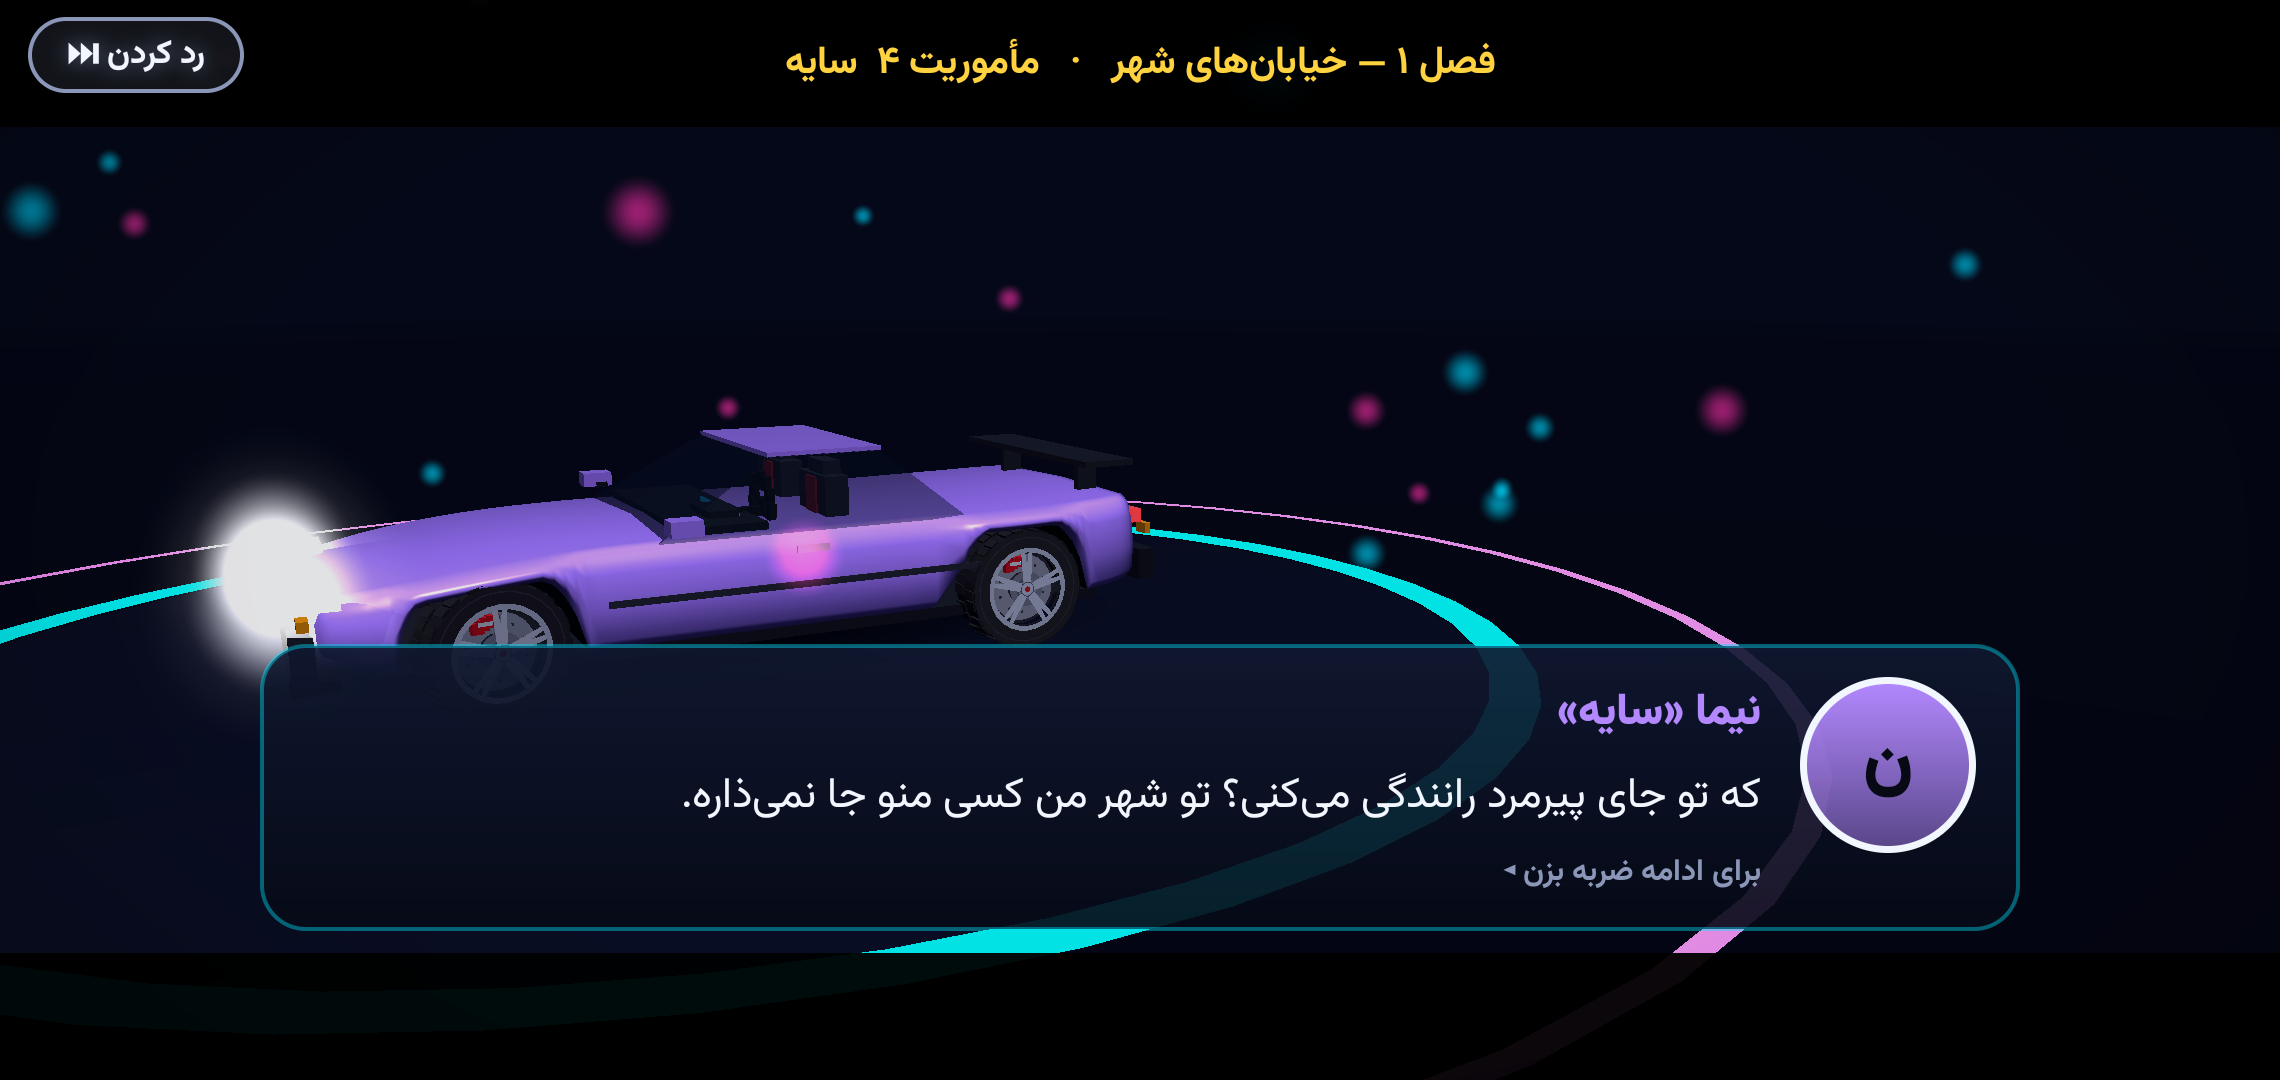 رد کردن ⏭
فصل ۱ — خیابان‌های شهر · مأموریت ۴ سایه
نیما «سایه»
ن
که تو جای پیرمرد رانندگی می‌کنی؟ تو شهر من کسی منو جا نمی‌ذاره.
برای ادامه ضربه بزن ◂